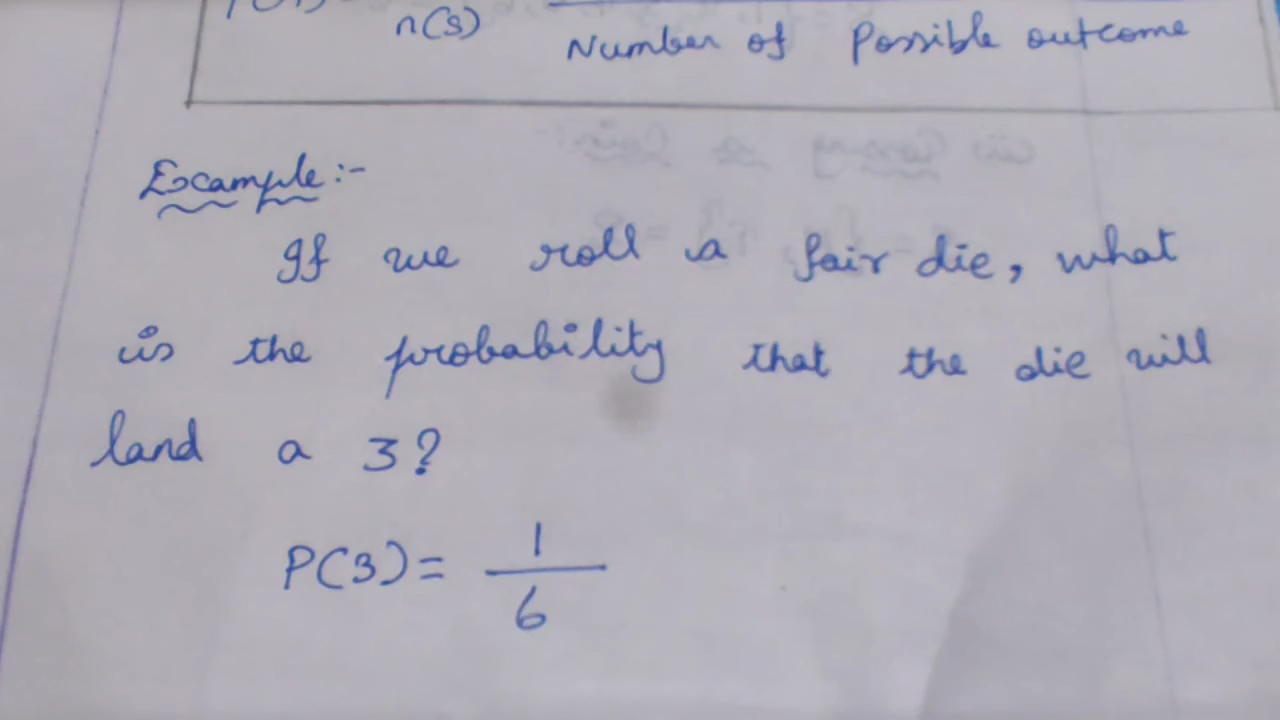 n(s) Number of Possible outcome
Example:-
If we roll a fair die, what
is the probability that the die will
land a 3?
P(3) = 1/6